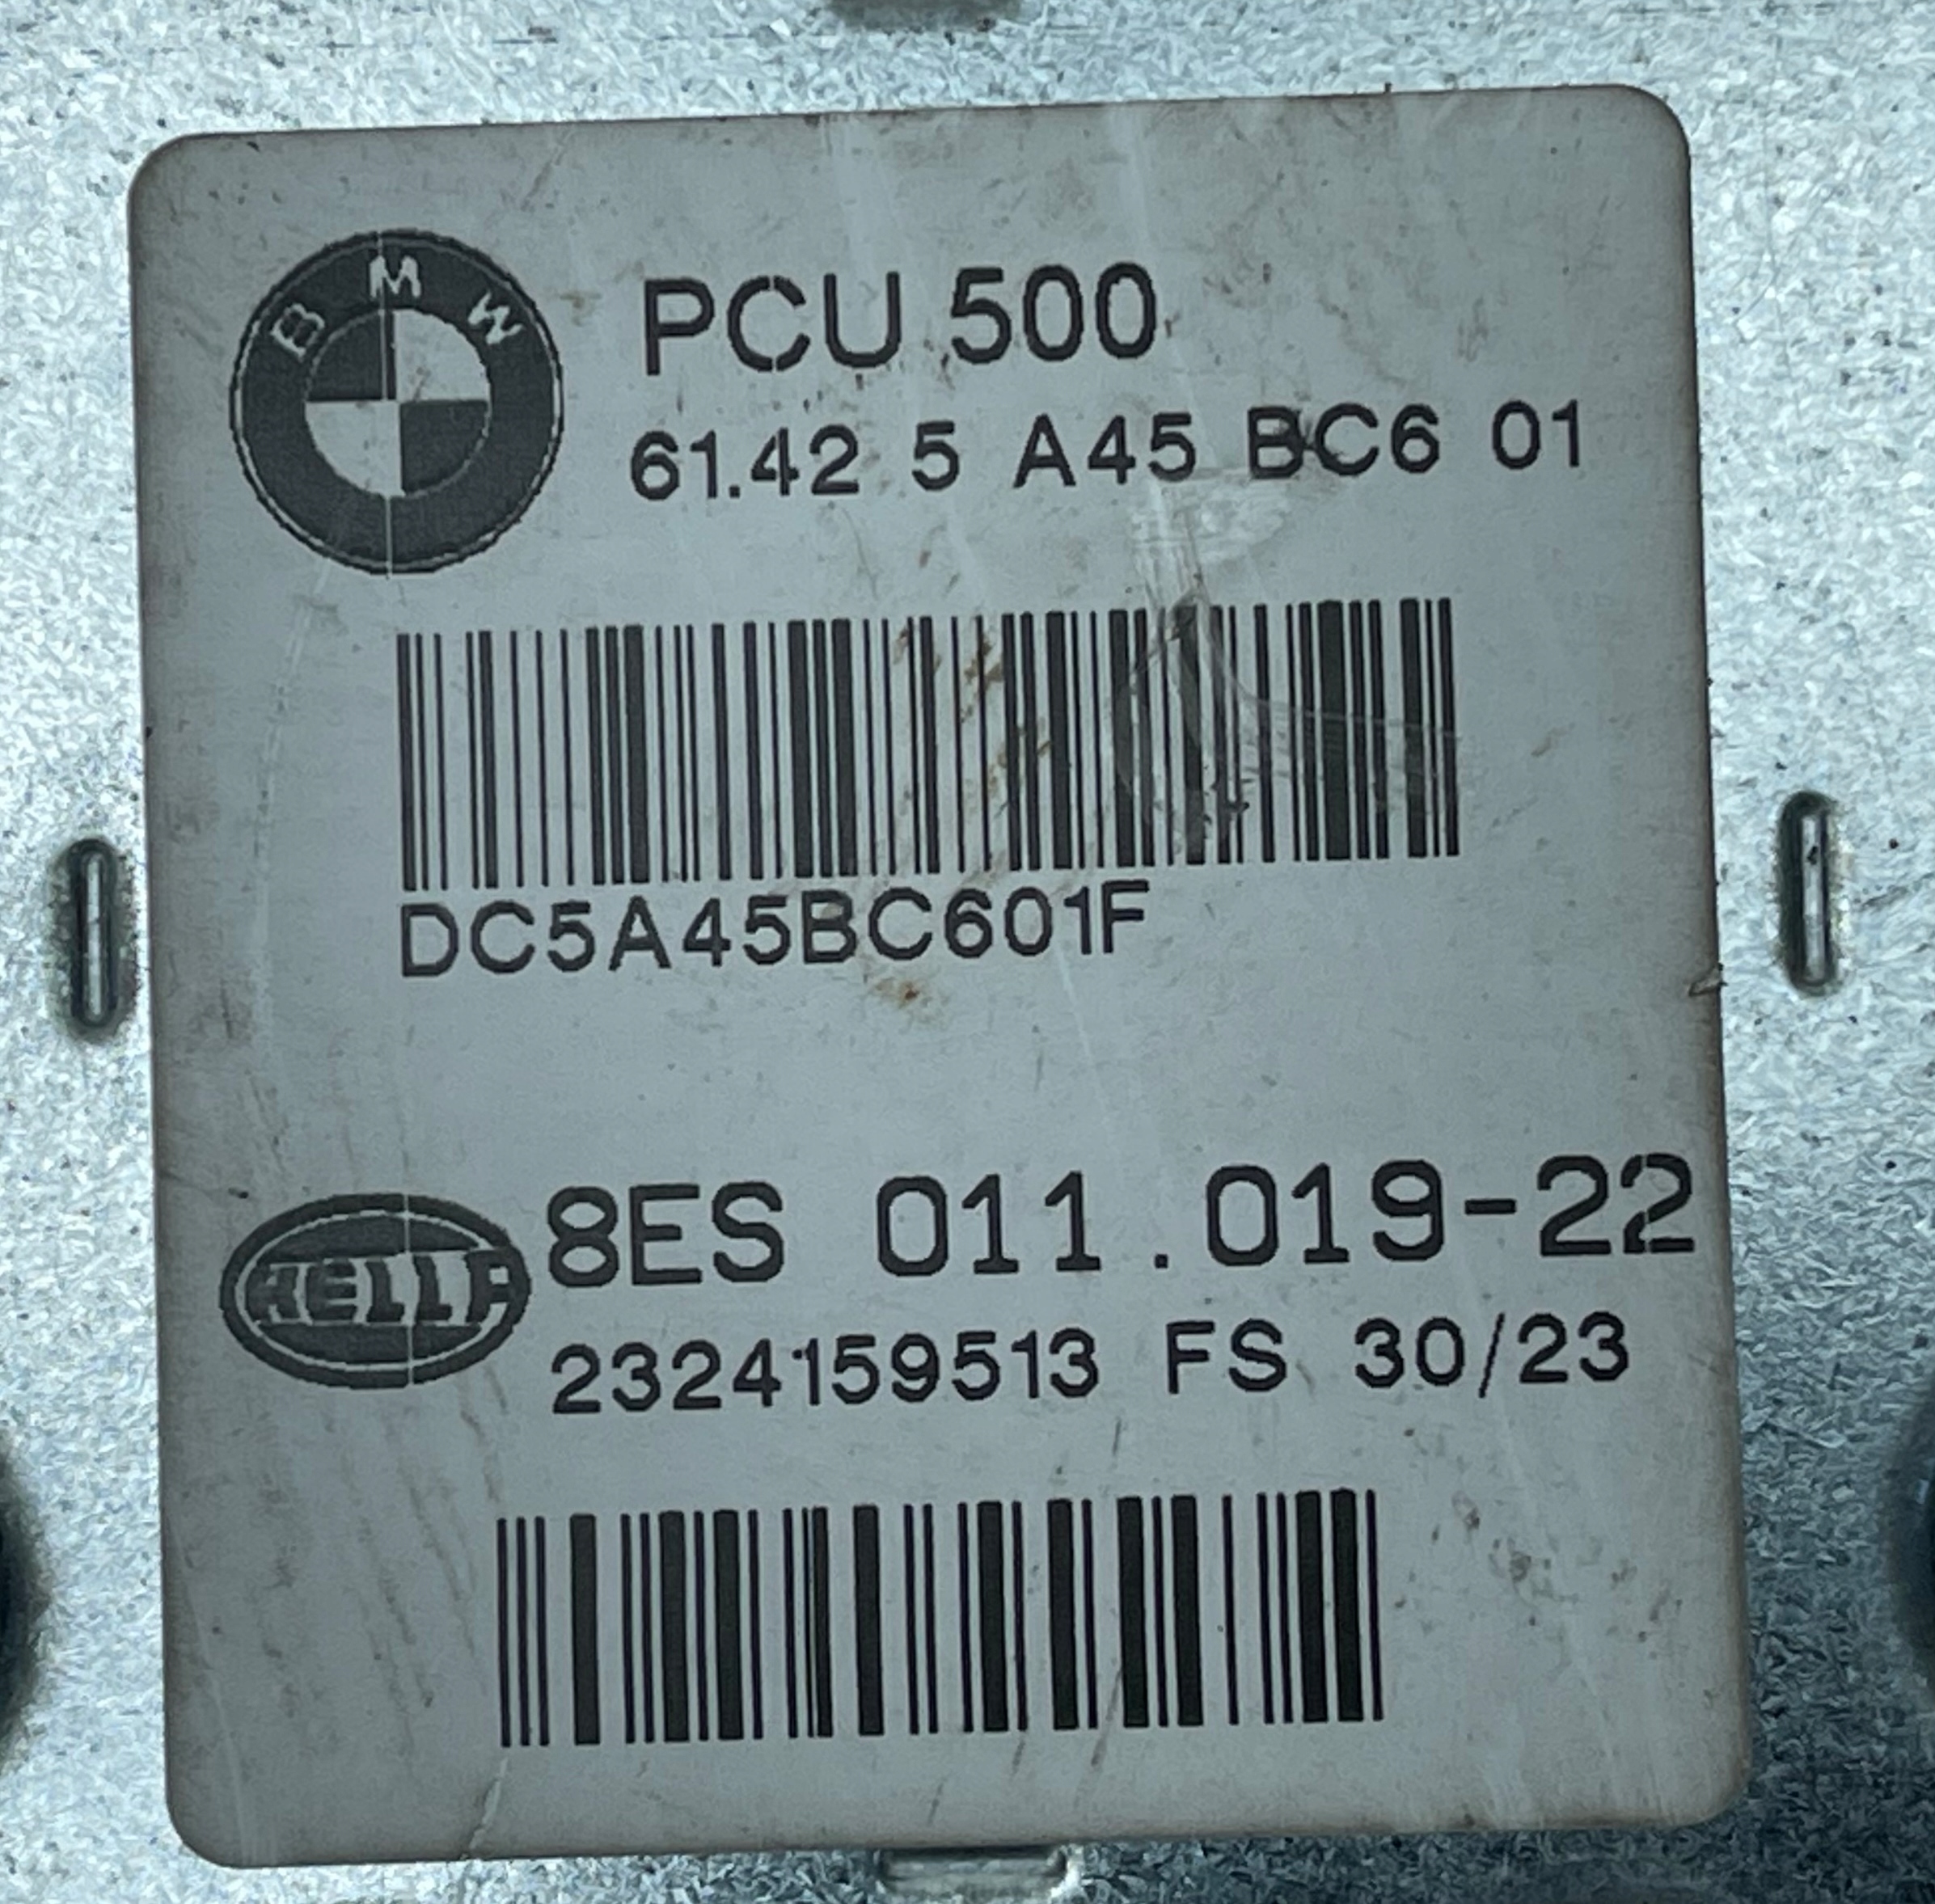 BMW
PCU 500
61.42 5 A45 BC6 01
DC5A45BC601F
HELLA
8ES 011.019-22
2324159513 FS 30/23